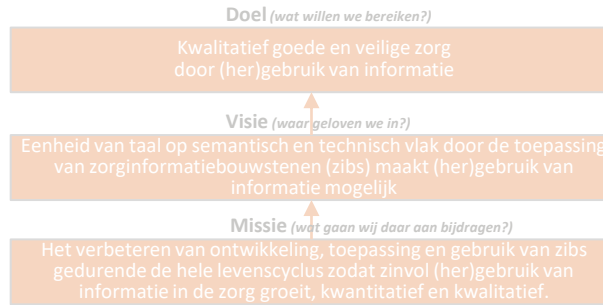 Doel (wat willen we bereiken?)
Kwalitatief goede en veilige zorg
door (her)gebruik van informatie
Visie (waar geloven we in?)
Eenheid van taal op semantisch en technisch vlak door de toepassing
van zorginformatiebouwstenen (zibs) maakt (her)gebruik van
informatie mogelijk
Missie (wat gaan wij daar aan bijdragen?)
Het verbeteren van ontwikkeling, toepassing en gebruik van zibs
gedurende de hele levenscyclus zodat zinvol (her)gebruik van
informatie in de zorg groeit, kwantitatief en kwalitatief.